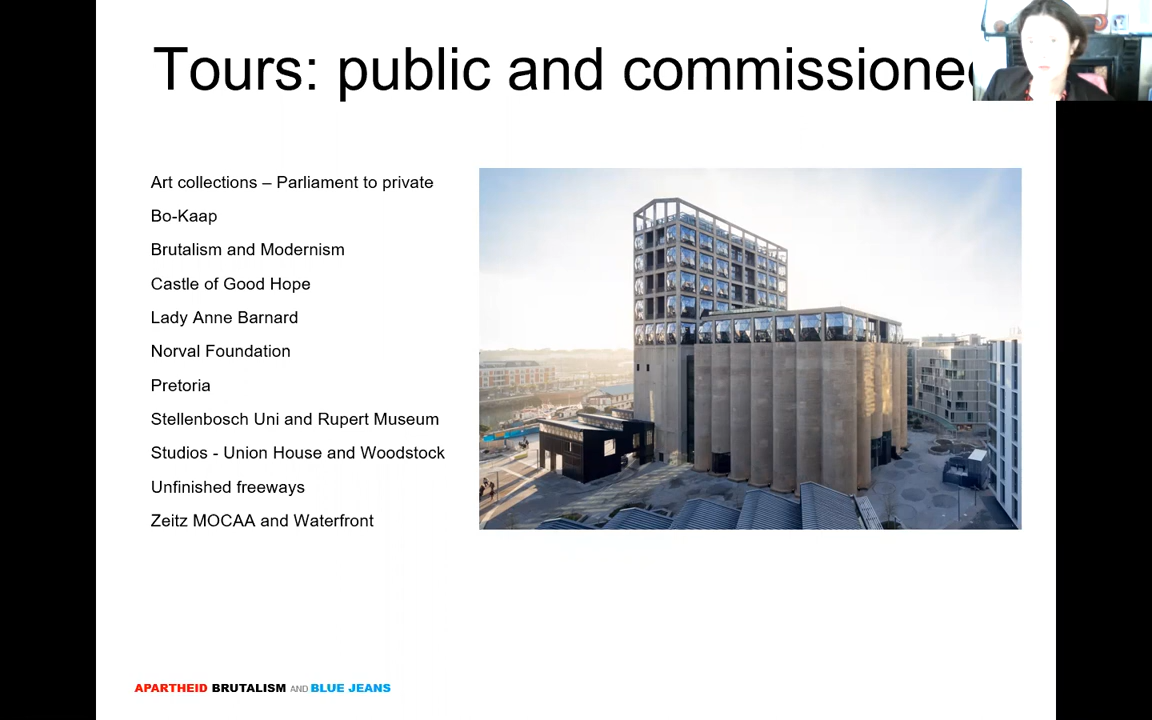 Tours: public and commissione
Art collections – Parliament to private
Bo-Kaap
Brutalism and Modernism
Castle of Good Hope
Lady Anne Barnard
Norval Foundation
Pretoria
Stellenbosch Uni and Rupert Museum
Studios - Union House and Woodstock
Unfinished freeways
Zeitz MOCAA and Waterfront
APARTHEID BRUTALISM AND BLUE JEANS